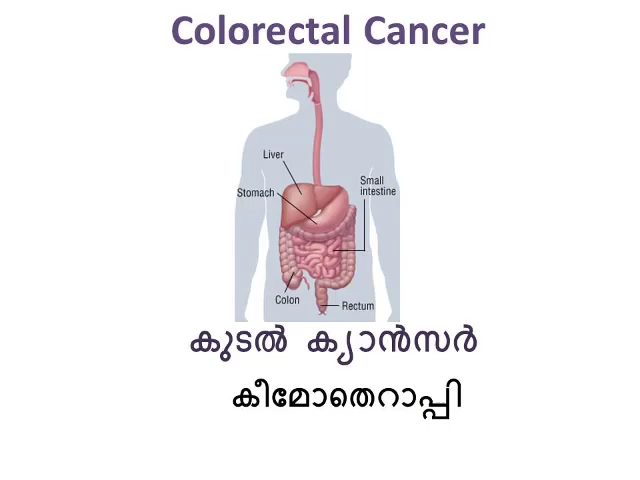 Colorectal Cancer
Liver
Small
Stomach
intestine
Colon
Rectum
കുടൽ ക്യാൻസർ
കീമോതെറാപ്പി